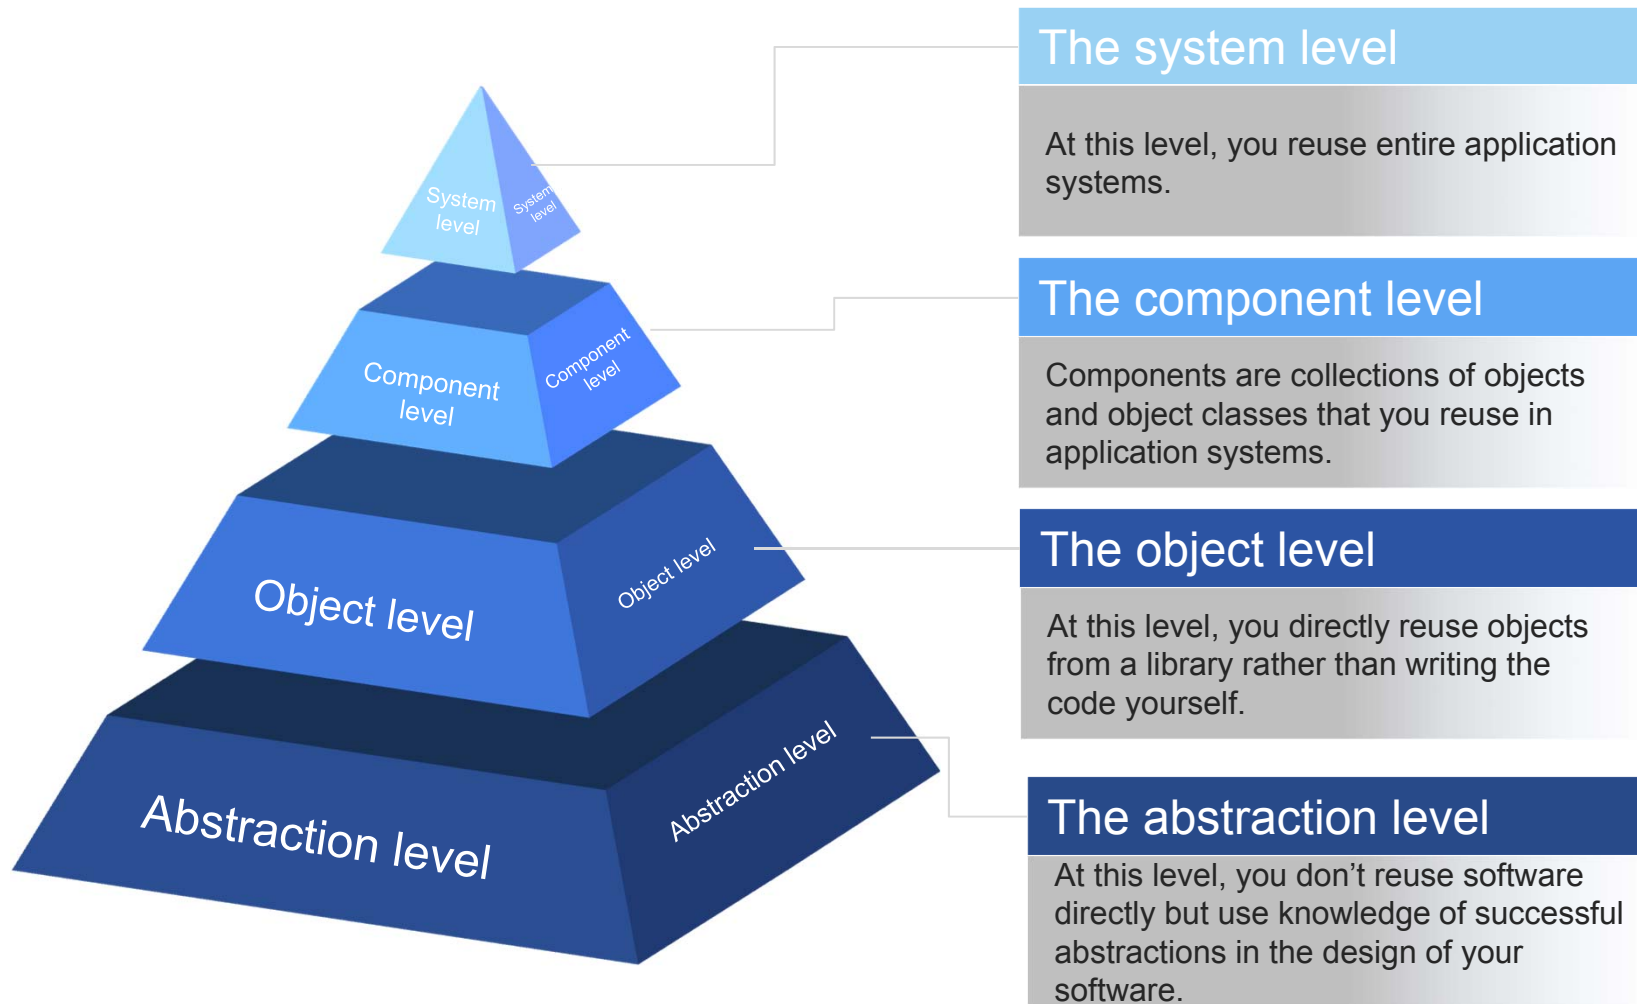 The system level
At this level, you reuse entire application
systems.
System
level
System
level
The component level
Components are collections of objects
and object classes that you reuse in
application systems.
Component
level
Component
level
The object level
At this level, you directly reuse objects
from a library rather than writing the
code yourself.
Object level
Object level
The abstraction level
At this level, you don’t reuse software
directly but use knowledge of successful
abstractions in the design of your
software.
Abstraction level
Abstraction level